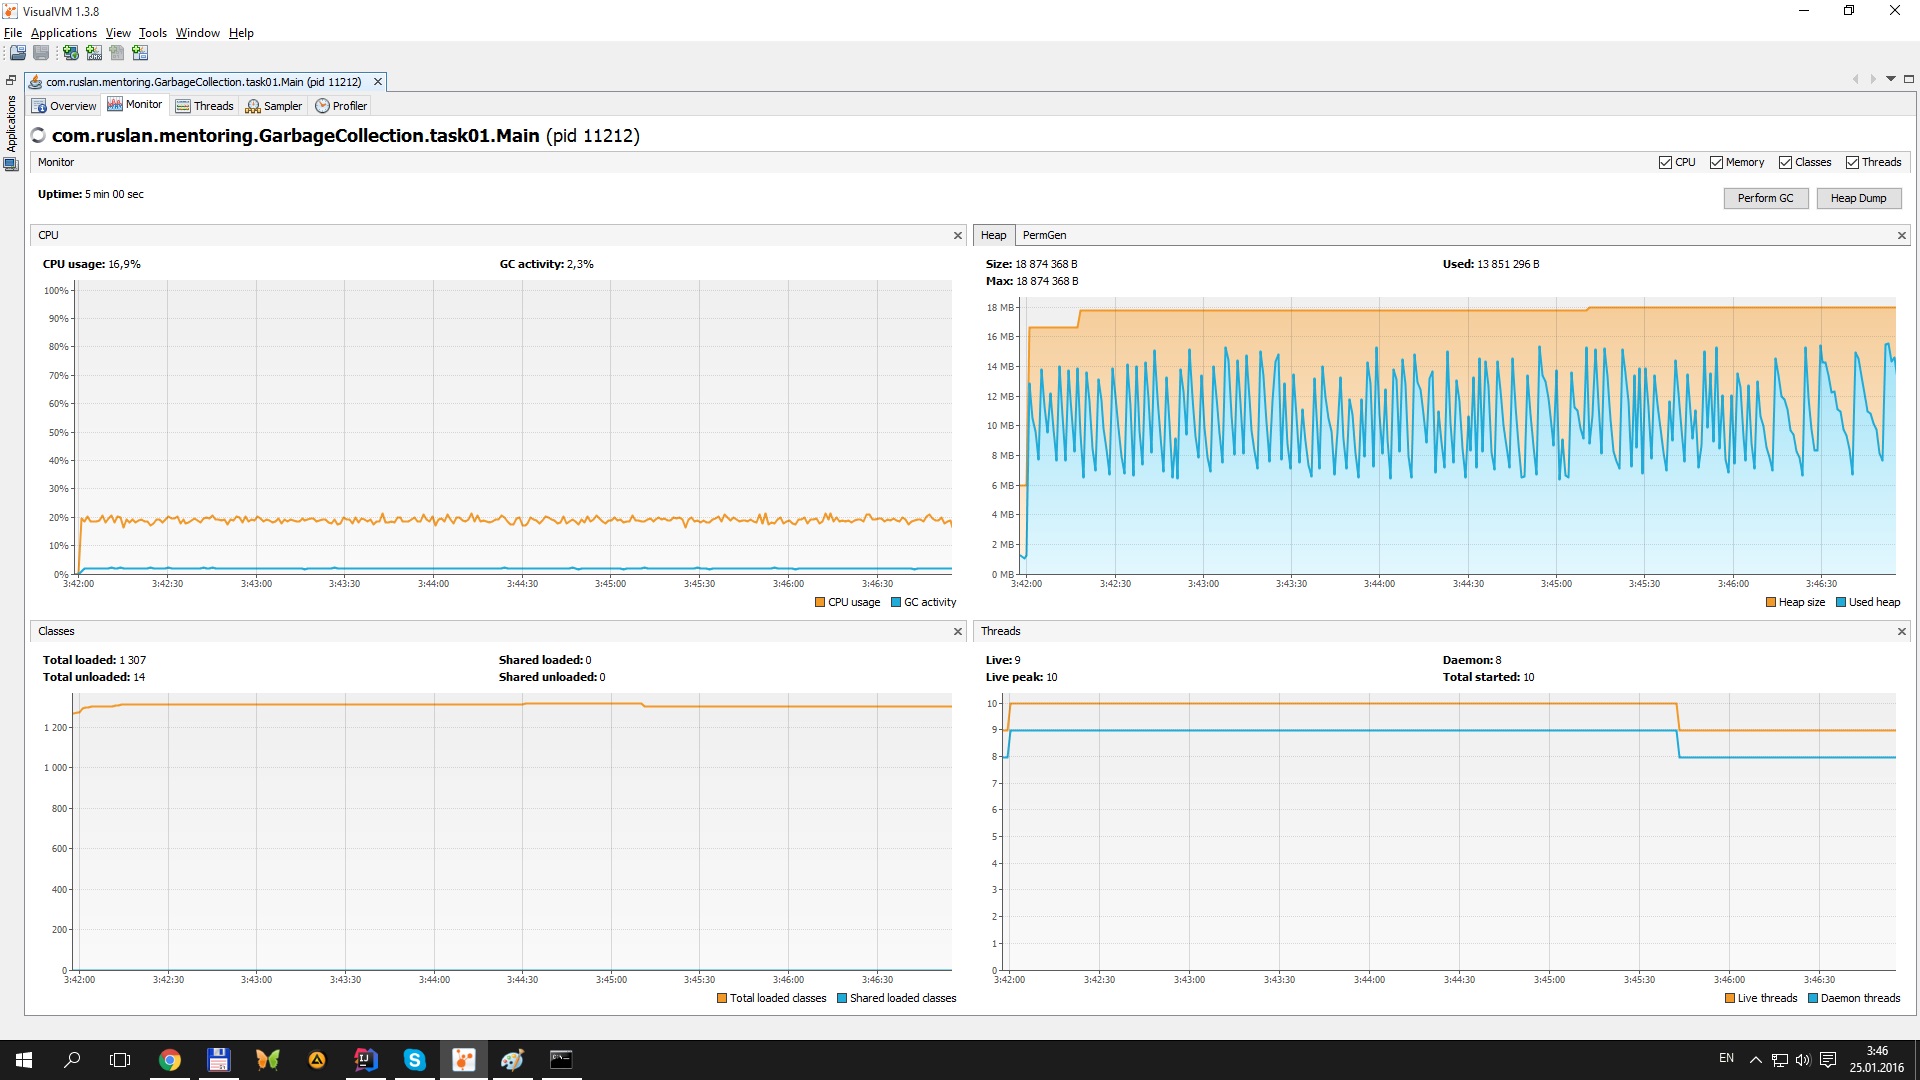 VisualVM 1.3.8
File Applications View Tools Window Help
com.ruslan.mentoring.GarbageCollection.task01.Main (pid 11212)
Applications
Overview Monitor Threads Sampler Profiler
com.ruslan.mentoring.GarbageCollection.task01.Main (pid 11212)
Monitor CPU Memory Classes Threads
Uptime: 5 min 00 sec
Perform GC Heap Dump
CPU
CPU usage: 16,9% GC activity: 2,3%
100%
90%
80%
70%
60%
50%
40%
30%
20%
10%
0%
3:42:00 3:42:30 3:43:00 3:43:30 3:44:00 3:44:30 3:45:00 3:45:30 3:46:00 3:46:30
CPU usage GC activity
Heap PermGen
Size: 18 874 368 B Used: 13 851 296 B
Max: 18 874 368 B
18 MB
16 MB
14 MB
12 MB
10 MB
8 MB
6 MB
4 MB
2 MB
0 MB
3:42:00 3:42:30 3:43:00 3:43:30 3:44:00 3:44:30 3:45:00 3:45:30 3:46:00 3:46:30
Heap size Used heap
Classes
Total loaded: 1 307 Shared loaded: 0
Total unloaded: 14 Shared unloaded: 0
1 200
1 000
800
600
400
200
0
3:42:00 3:42:30 3:43:00 3:43:30 3:44:00 3:44:30 3:45:00 3:45:30 3:46:00 3:46:30
Total loaded classes Shared loaded classes
Threads
Live: 9 Daemon: 8
Live peak: 10 Total started: 10
10
9
8
7
6
5
4
3
2
1
0
3:42:00 3:42:30 3:43:00 3:43:30 3:44:00 3:44:30 3:45:00 3:45:30 3:46:00 3:46:30
Live threads Daemon threads
EN
3:46
25.01.2016